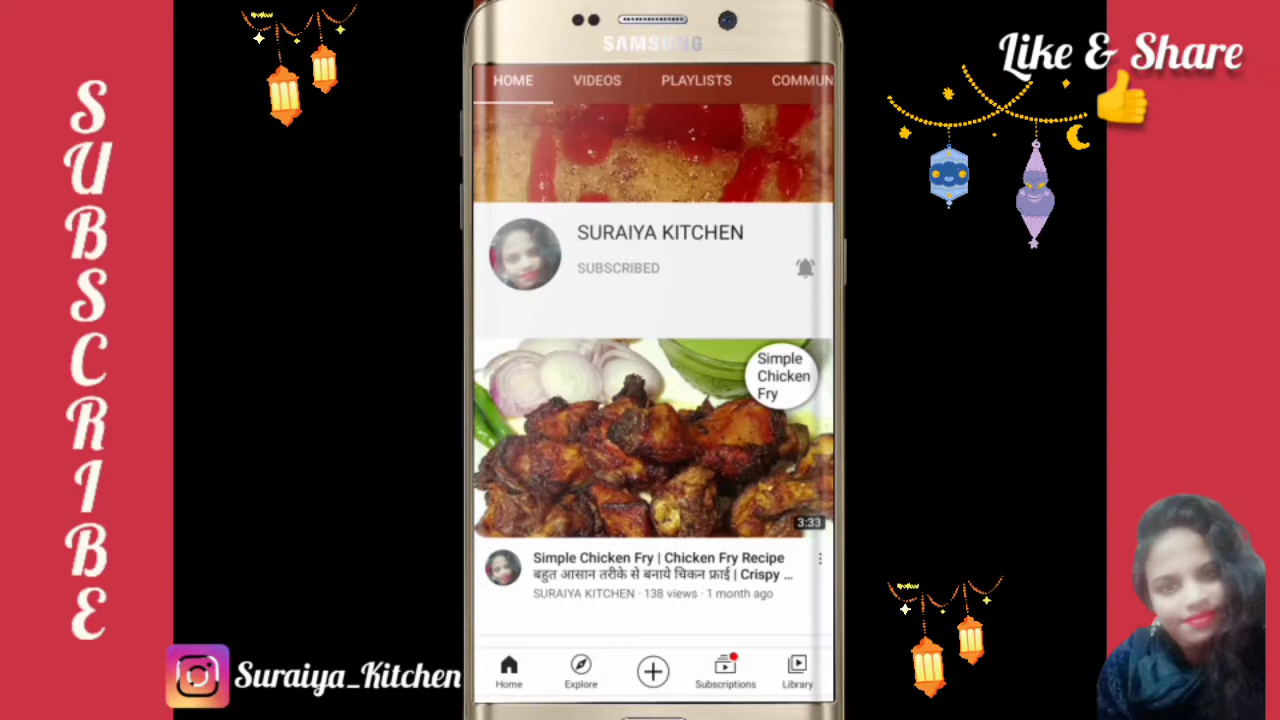 SUBSCRIBE
Like & Share
SAMSUNG
HOME VIDEOS PLAYLISTS COMMUN
SURAIYA KITCHEN
SUBSCRIBED
Simple
Chicken
Fry
3:33
Simple Chicken Fry | Chicken Fry Recipe
बहुत आसान तरीके से बनाये चिकन फ्राई | Crispy ...
SURAIYA KITCHEN · 138 views · 1 month ago
Home Explore Subscriptions Library
Suraiya_Kitchen